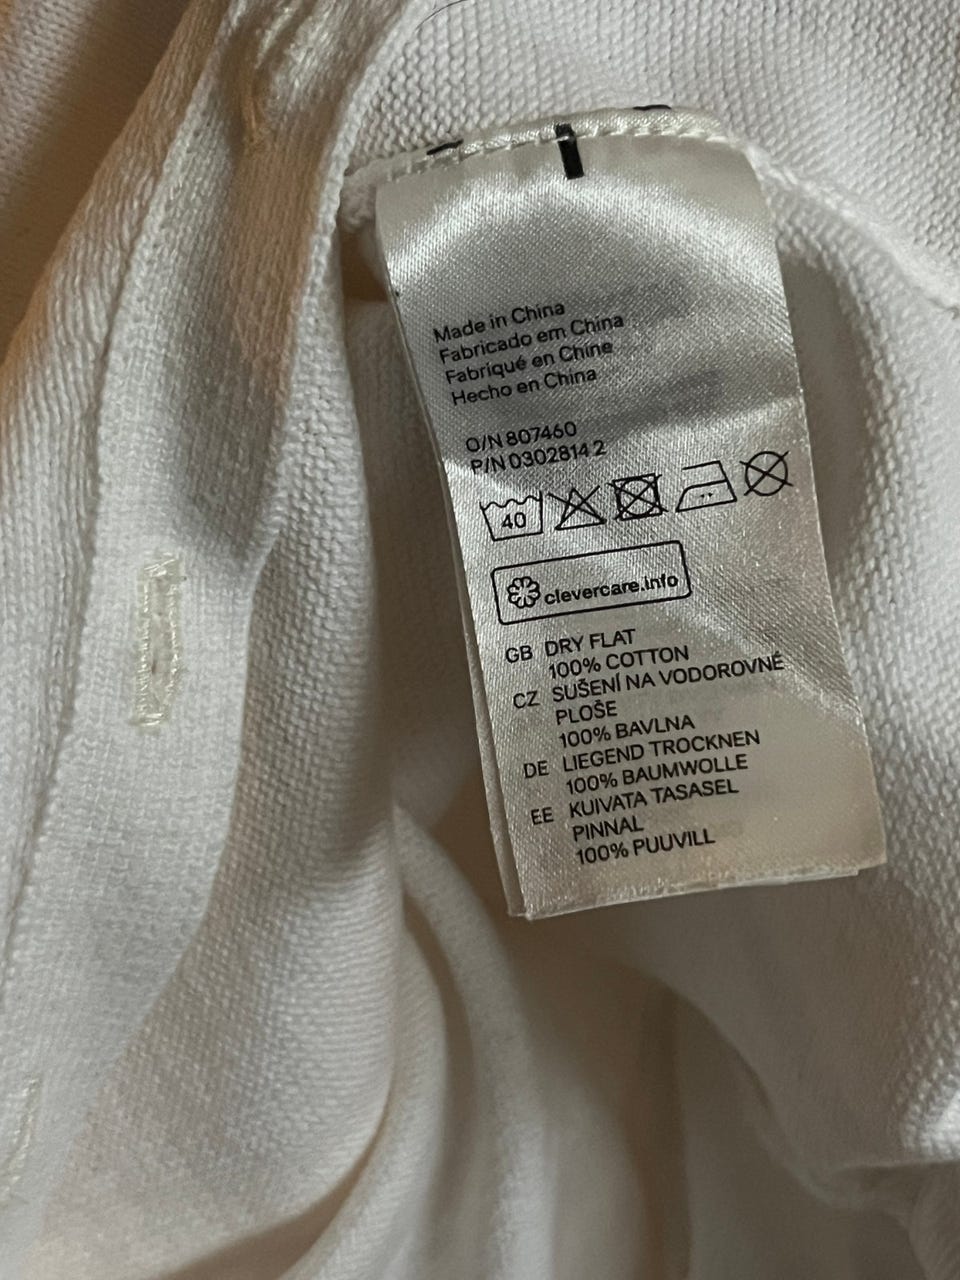 Made in China
Fabricado em China
Fabriqué en Chine
Hecho en China
O/N 807460
P/N 0302814 2
40
clevercare.info
GB DRY FLAT
100% COTTON
CZ SUŠENÍ NA VODOROVNÉ
PLOŠE
100% BAVLNA
DE LIEGEND TROCKNEN
100% BAUMWOLLE
EE KUIVATA TASASEL
PINNAL
100% PUUVILL